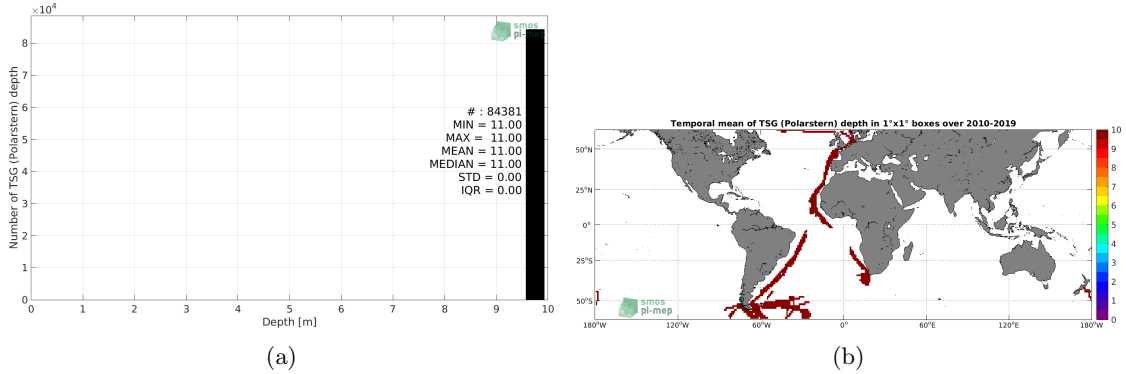 ×10⁴
smos
pi-mep
8
7
6
5
4
3
2
1
0
Number of TSG (Polarstern) depth
# : 84381
MIN = 11.00
MAX = 11.00
MEAN = 11.00
MEDIAN = 11.00
STD = 0.00
IQR = 0.00
0 1 2 3 4 5 6 7 8 9 10
Depth [m]
(a)
Temporal mean of TSG (Polarstern) depth in 1°x1° boxes over 2010-2019
50°N
25°N
0°
25°S
50°S
180°W 120°W 60°W 0° 60°E 120°E 180°W
smos
pi-mep
10
9
8
7
6
5
4
3
2
1
0
(b)